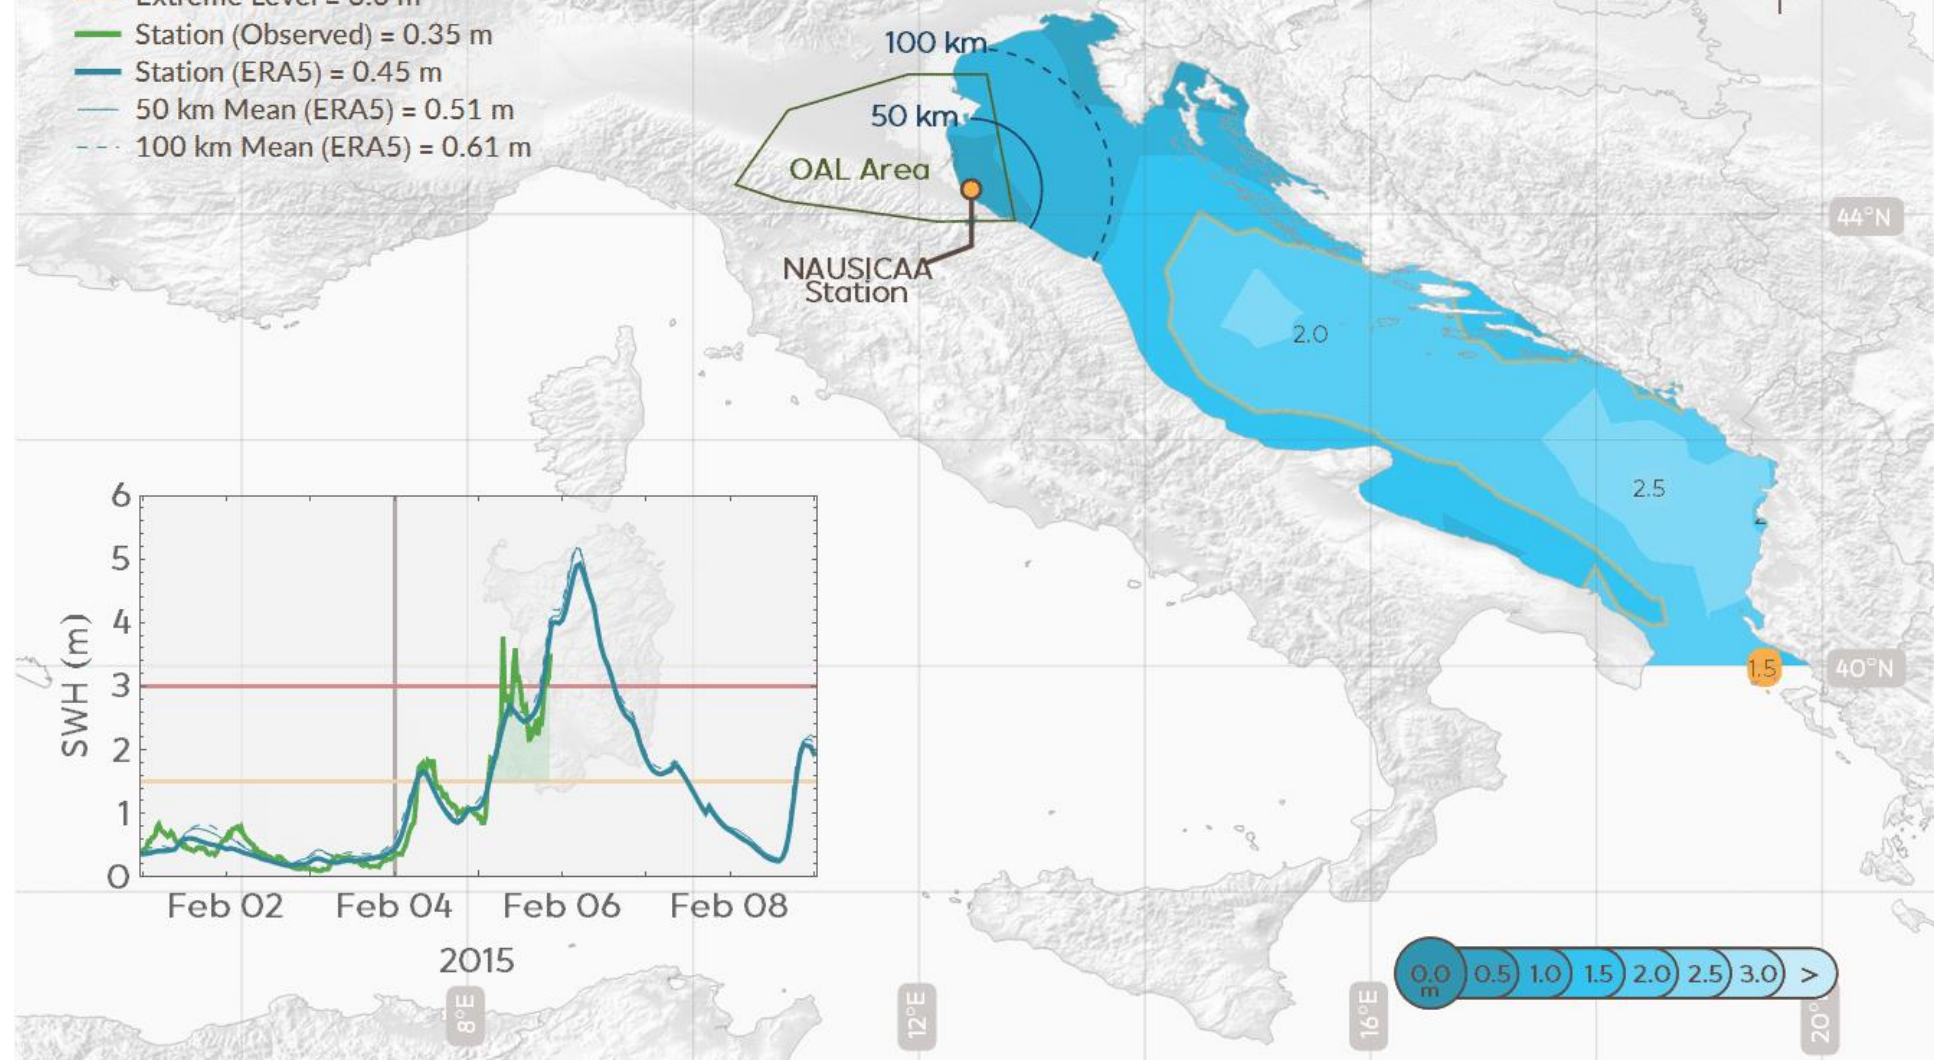 Station (Observed) = 0.35 m
Station (ERA5) = 0.45 m
50 km Mean (ERA5) = 0.51 m
100 km Mean (ERA5) = 0.61 m
100 km
50 km
OAL Area
NAUSICAA
Station
44°N
2.0
2.5
2
1.5
40°N
6
5
4
3
2
1
0
SWH (m)
Feb 02
Feb 04
Feb 06
Feb 08
2015
8°E
12°E
16°E
20°
0.0
m
0.5
1.0
1.5
2.0
2.5
3.0
>